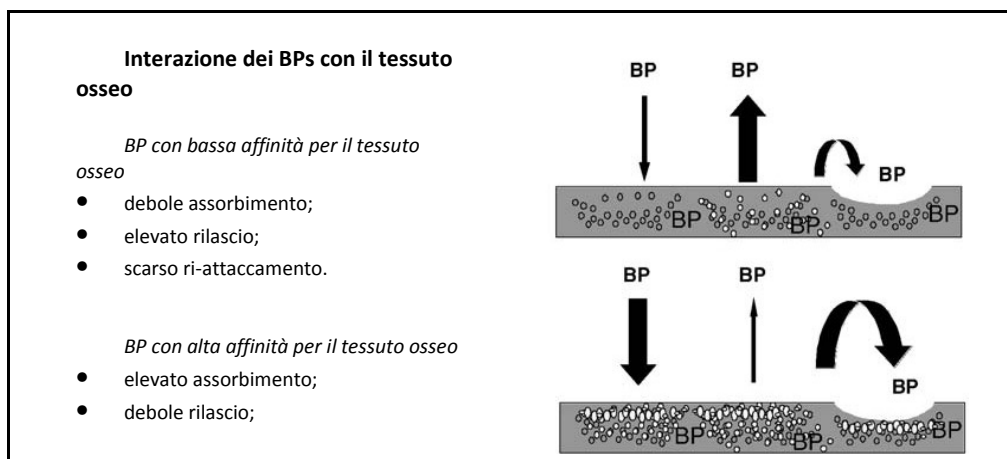 Interazione dei BPs con il tessuto
osseo
BP con bassa affinità per il tessuto
osseo
● debole assorbimento;
● elevato rilascio;
● scarso ri-attaccamento.
BP con alta affinità per il tessuto osseo
● elevato assorbimento;
● debole rilascio;
BP BP
BP
BP BP BP
BP BP
BP
BP BP BP